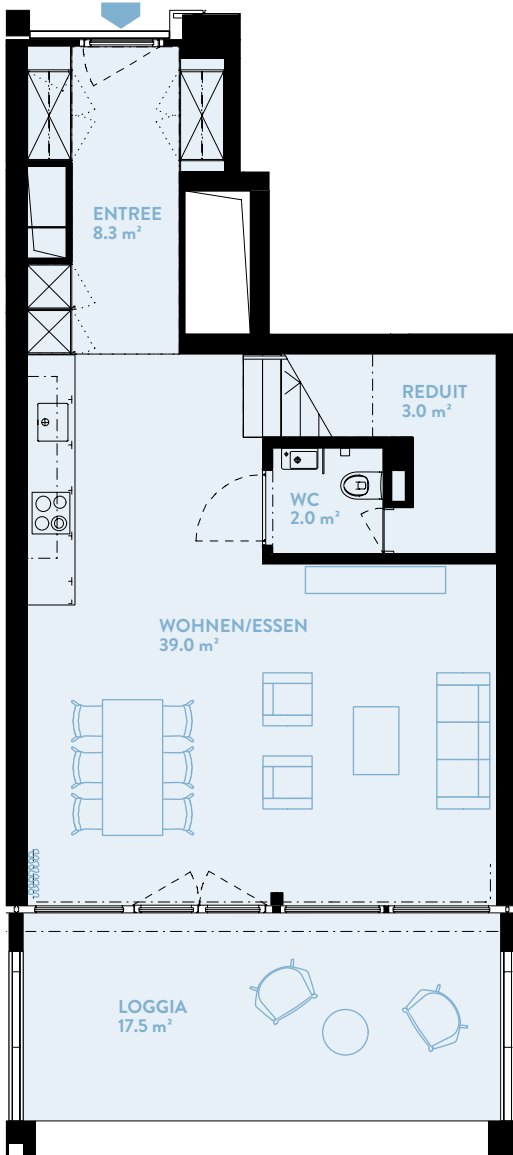 ENTREE
8.3 m²
REDUIT
3.0 m²
WC
2.0 m²
WOHNEN/ESSEN
39.0 m²
LOGGIA
17.5 m²